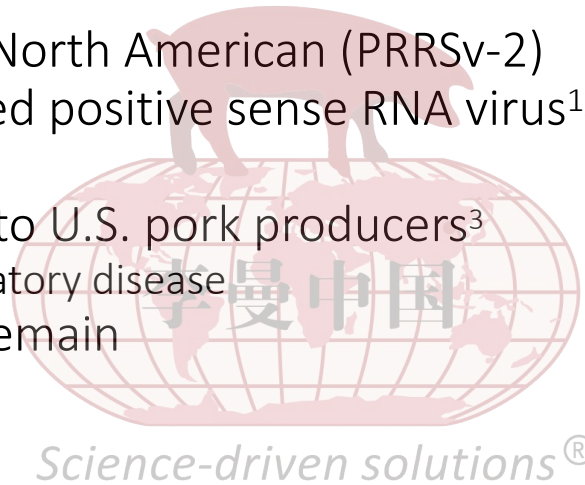 North American (PRRSv-2)
ed positive sense RNA virus¹
to U.S. pork producers³
atory disease
emain
李曼中国
Science-driven solutions®